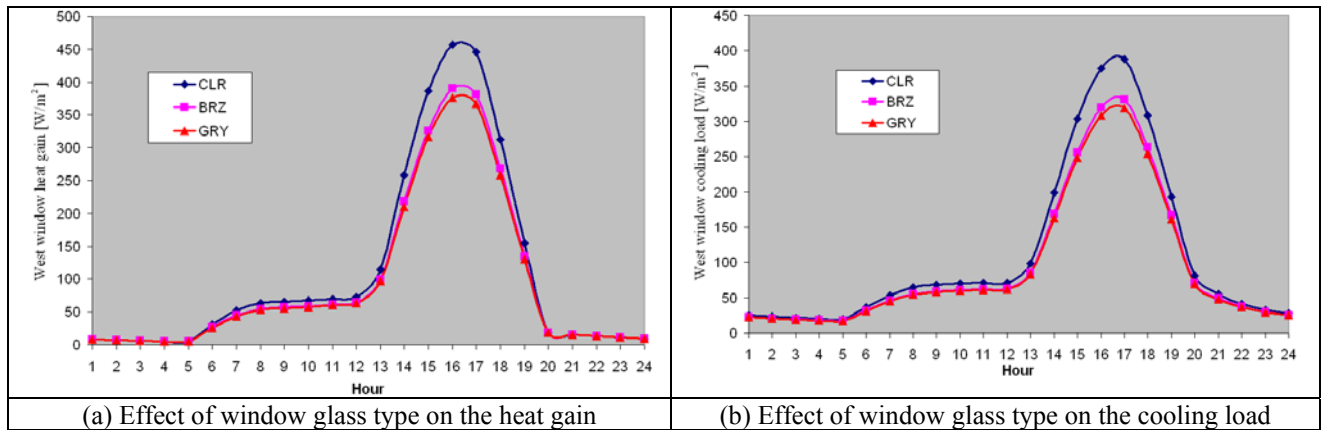 500
450
400
350
300
250
200
150
100
50
0
West window heat gain [W/m²]
CLR
BRZ
GRY
1 2 3 4 5 6 7 8 9 10 11 12 13 14 15 16 17 18 19 20 21 22 23 24
Hour
(a) Effect of window glass type on the heat gain
450
400
350
300
250
200
150
100
50
0
West window cooling load [W/m²]
CLR
BRZ
GRY
1 2 3 4 5 6 7 8 9 10 11 12 13 14 15 16 17 18 19 20 21 22 23 24
Hour
(b) Effect of window glass type on the cooling load